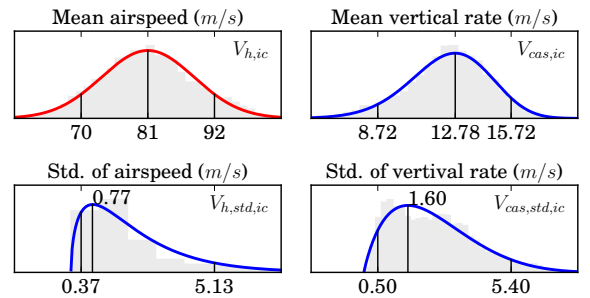 Mean airspeed (m/s)
V_{h,ic}
70 81 92
Mean vertical rate (m/s)
V_{cas,ic}
8.72 12.78 15.72
Std. of airspeed (m/s)
0.77 V_{h,std,ic}
0.37 5.13
Std. of vertival rate (m/s)
1.60 V_{cas,std,ic}
0.50 5.40